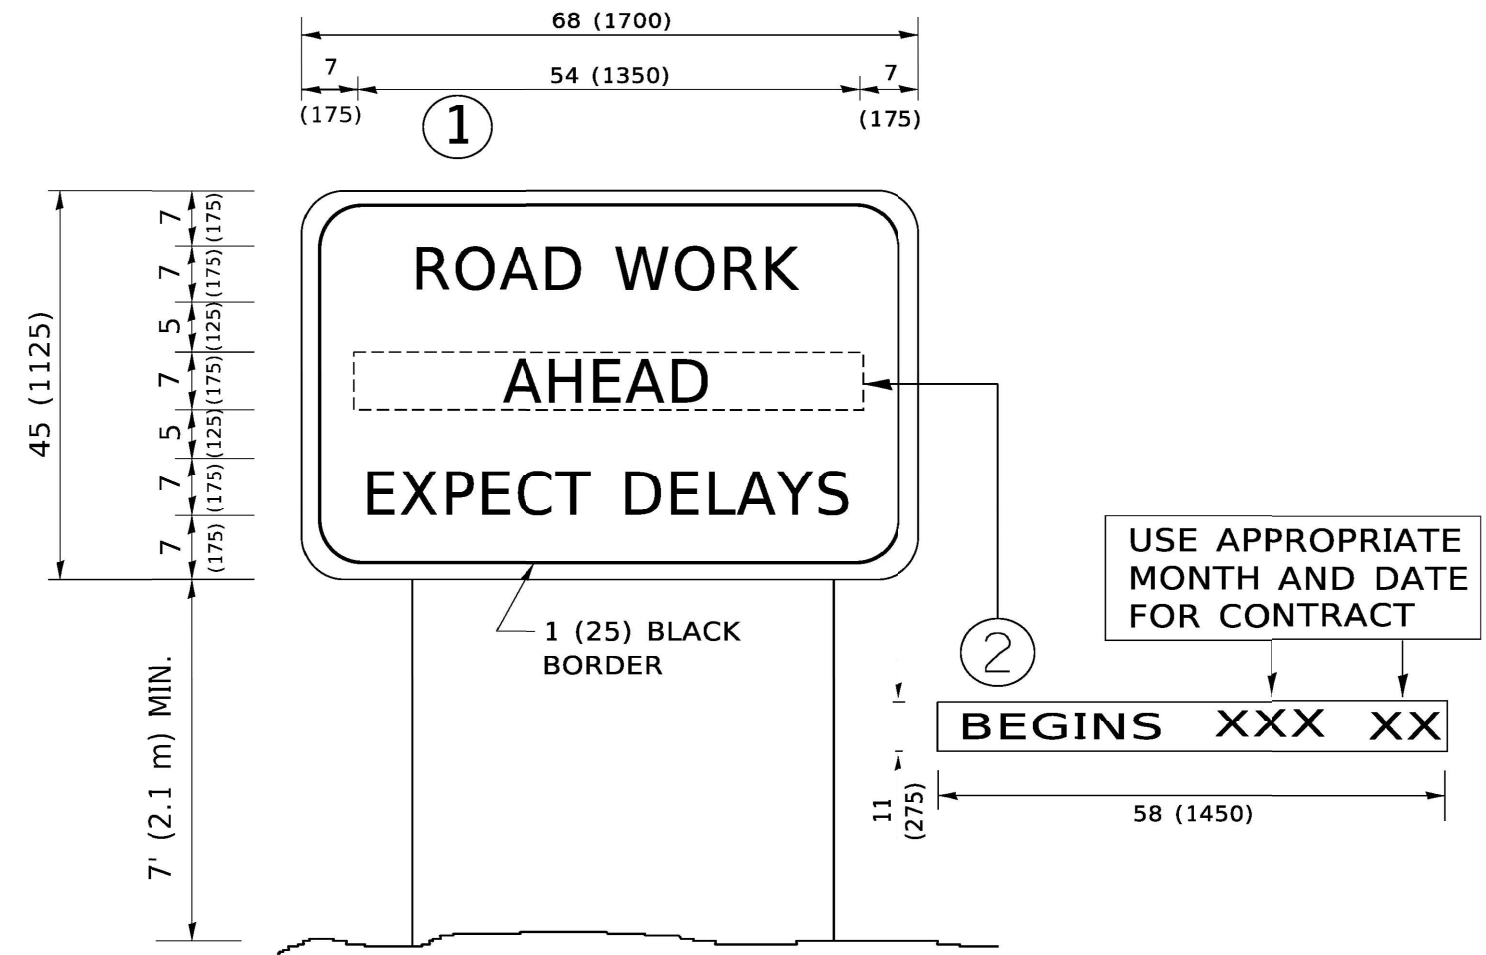 68 (1700)
7
54 (1350)
7
(175)
(175)
1
45 (1125)
7
(175)
7
(175)
5
(125)
7
(175)
5
(125)
7
(175)
7
(175)
ROAD WORK
AHEAD
EXPECT DELAYS
1 (25) BLACK
BORDER
7' (2.1 m) MIN.
2
USE APPROPRIATE
MONTH AND DATE
FOR CONTRACT
BEGINS XXX XX
11
(275)
58 (1450)